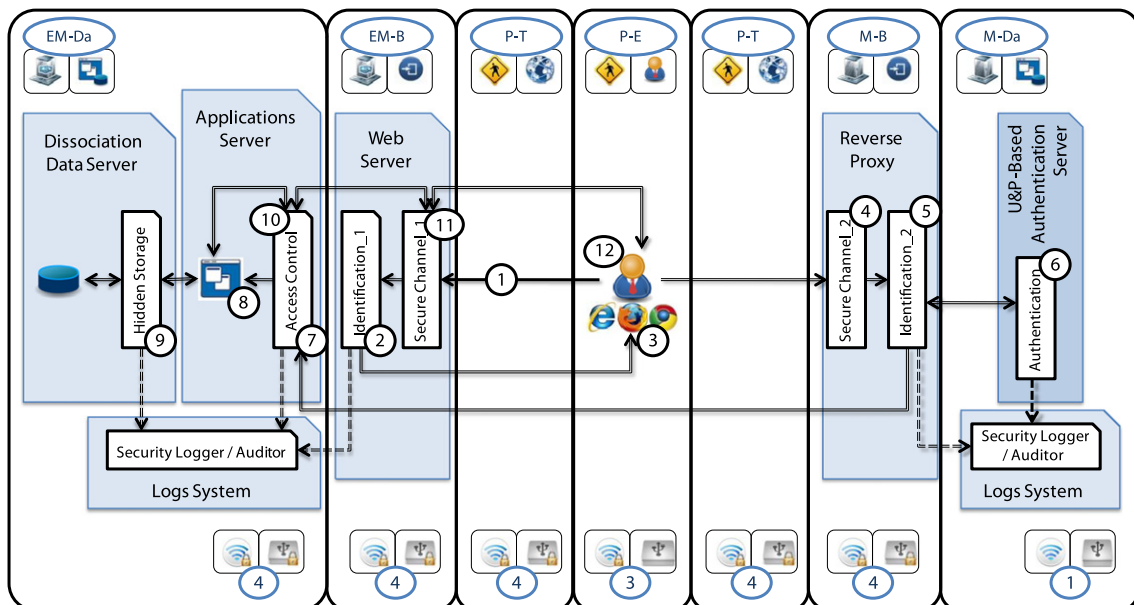 EM-Da
EM-B
P-T
P-E
P-T
M-B
M-Da
Dissociation
Data Server
Applications
Server
Web
Server
Reverse
Proxy
U&P-Based
Authentication
Server
10
11
12
4
5
6
Hidden Storage
Access Control
Identification_1
Secure Channel_1
1
Secure Channel_2
Identification_2
Authentication
8
9
7
2
3
Security Logger / Auditor
Logs System
Security Logger
/ Auditor
Logs System
4
4
4
3
4
4
1